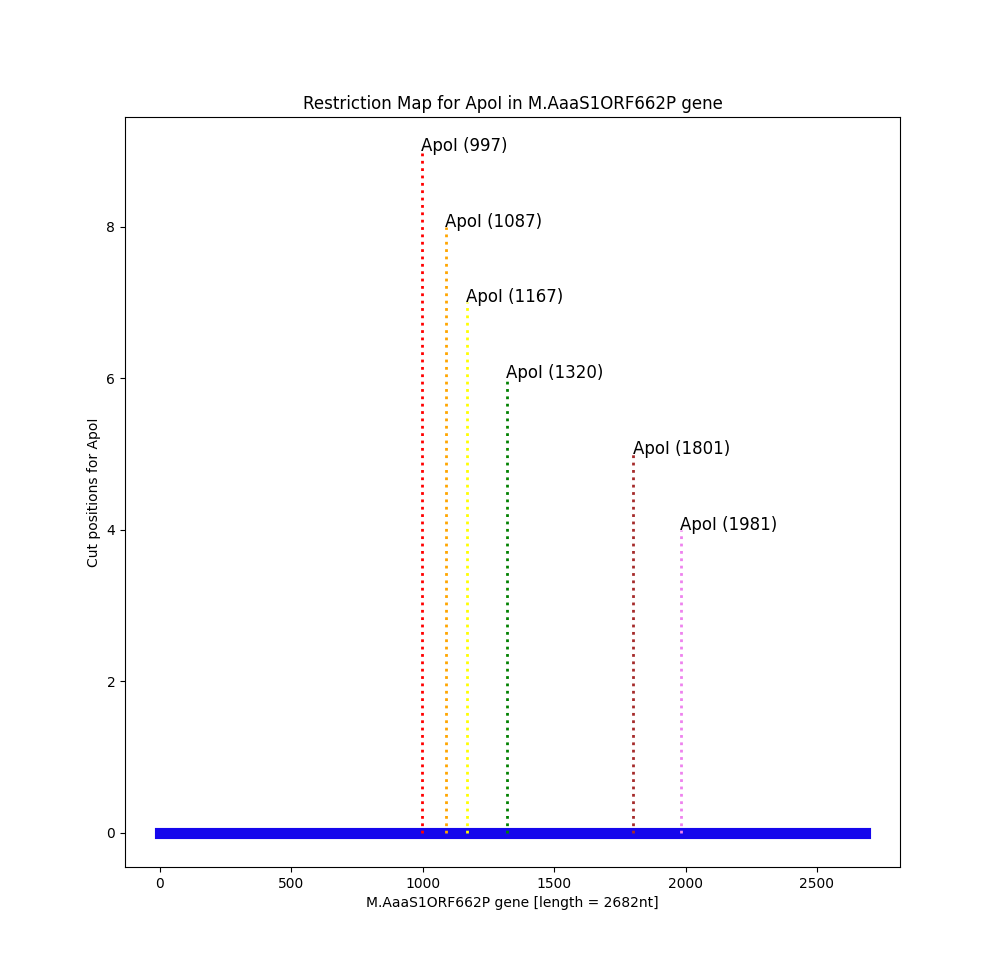 Restriction Map for ApoI in M.AaaS1ORF662P gene
ApoI (997)
ApoI (1087)
ApoI (1167)
ApoI (1320)
ApoI (1801)
ApoI (1981)
8
6
4
2
0
Cut positions for ApoI
0 500 1000 1500 2000 2500
M.AaaS1ORF662P gene [length = 2682nt]